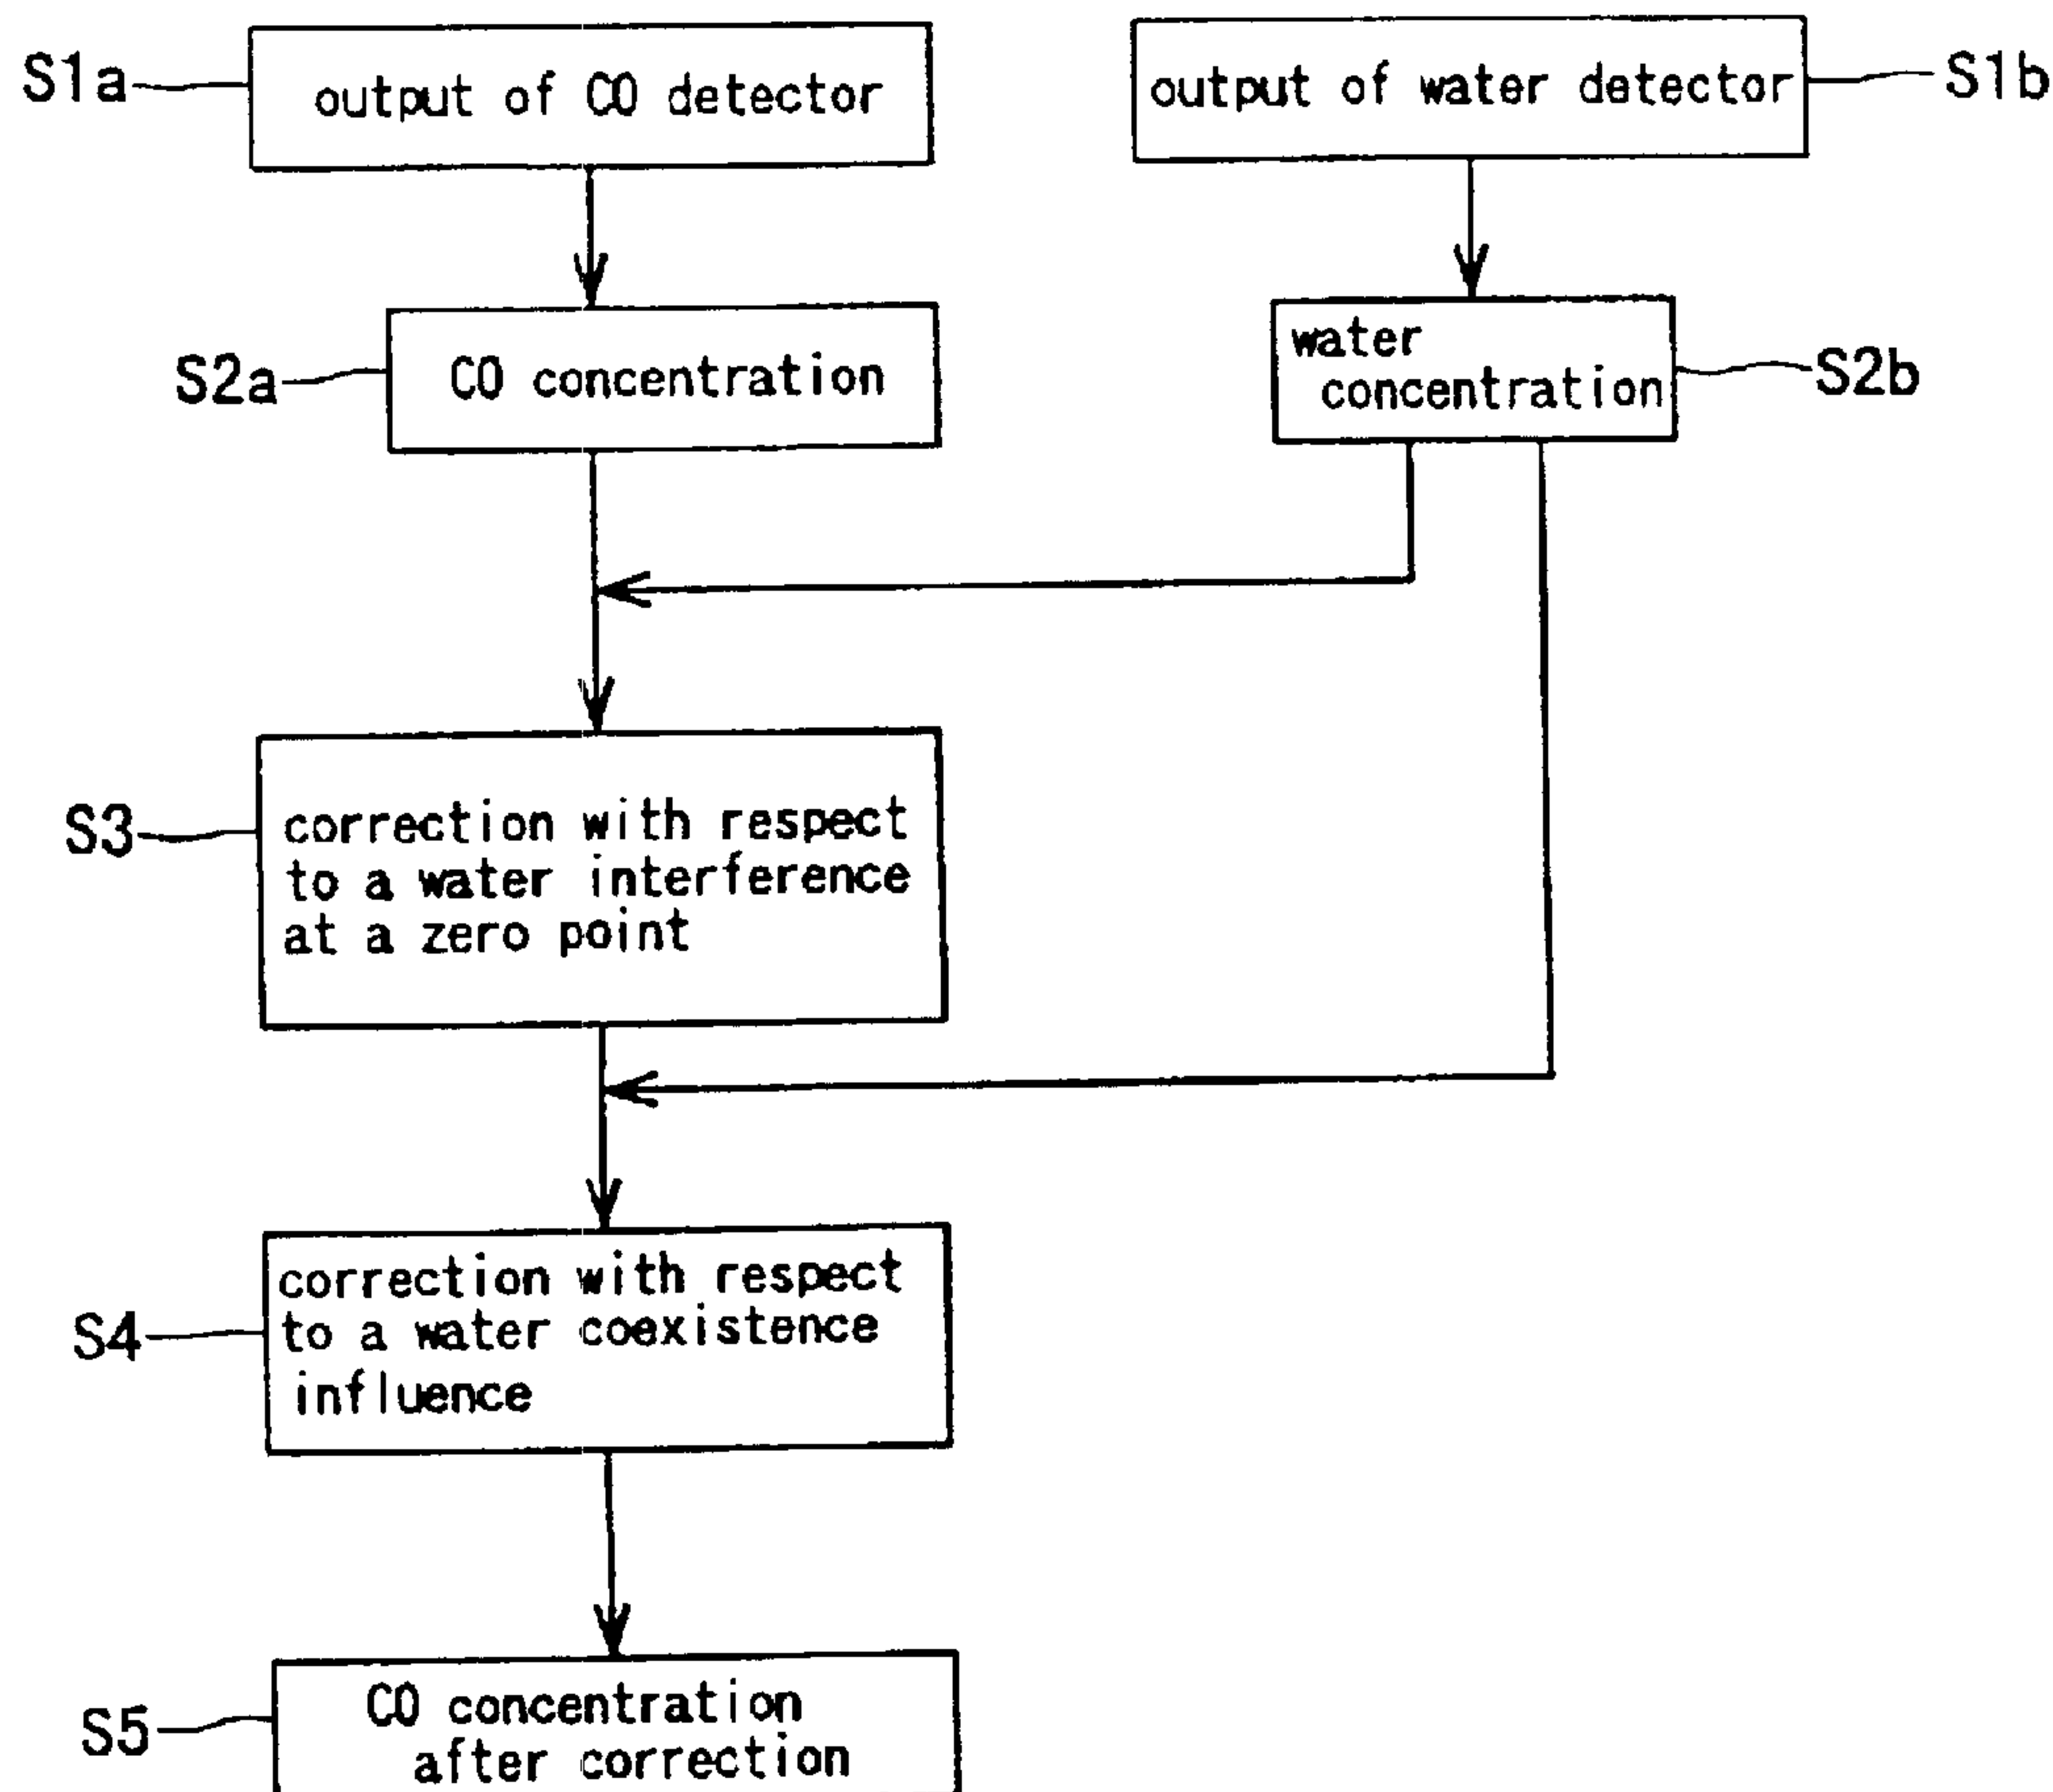 S1a
output of CO detector
output of water detector
S1b
S2a
CO concentration
water
concentration
S2b
S3
correction with respect
to a water interference
at a zero point
S4
correction with respect
to a water coexistence
influence
S5
CO concentration
after correction